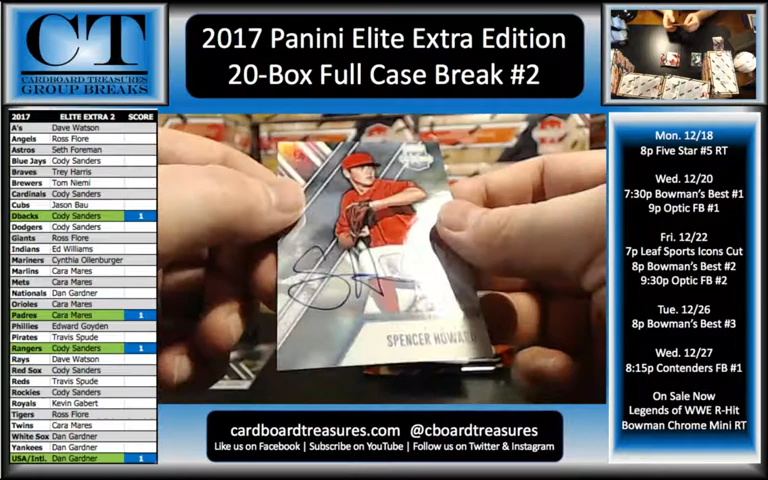 CT
CARDBOARD TREASURES
GROUP BREAKS
2017 Panini Elite Extra Edition
20-Box Full Case Break #2
2017 ELITE EXTRA 2 SCORE
A's Dave Watson
Angels Ross Flore
Astros Seth Foreman
Blue Jays Cody Sanders
Braves Trey Harris
Brewers Tom Niemi
Cardinals Cody Sanders
Cubs Jason Bau
Dbacks Cody Sanders 1
Dodgers Cody Sanders
Giants Ross Flore
Indians Ed Williams
Mariners Cynthia Ollenburger
Marlins Cara Mares
Mets Cara Mares
Nationals Dan Gardner
Orioles Cara Mares
Padres Cara Mares 1
Phillies Edward Goyden
Pirates Travis Spude
Rangers Cody Sanders 1
Rays Dave Watson
Red Sox Cody Sanders
Reds Travis Spude
Rockies Cody Sanders
Royals Kevin Gabert
Tigers Ross Flore
Twins Cara Mares
White Sox Dan Gardner
Yankees Dan Gardner
USA/Intl. Dan Gardner 1
SPENCER HOWARD
Mon. 12/18
8p Five Star #5 RT
Wed. 12/20
7:30p Bowman's Best #1
9p Optic FB #1
Fri. 12/22
7p Leaf Sports Icons Cut
8p Bowman's Best #2
9:30p Optic FB #2
Tue. 12/26
8p Bowman's Best #3
Wed. 12/27
8:15p Contenders FB #1
On Sale Now
Legends of WWE R-Hit
Bowman Chrome Mini RT
cardboardtreasures.com @cboardtreasures
Like us on Facebook | Subscribe on YouTube | Follow us on Twitter & Instagram